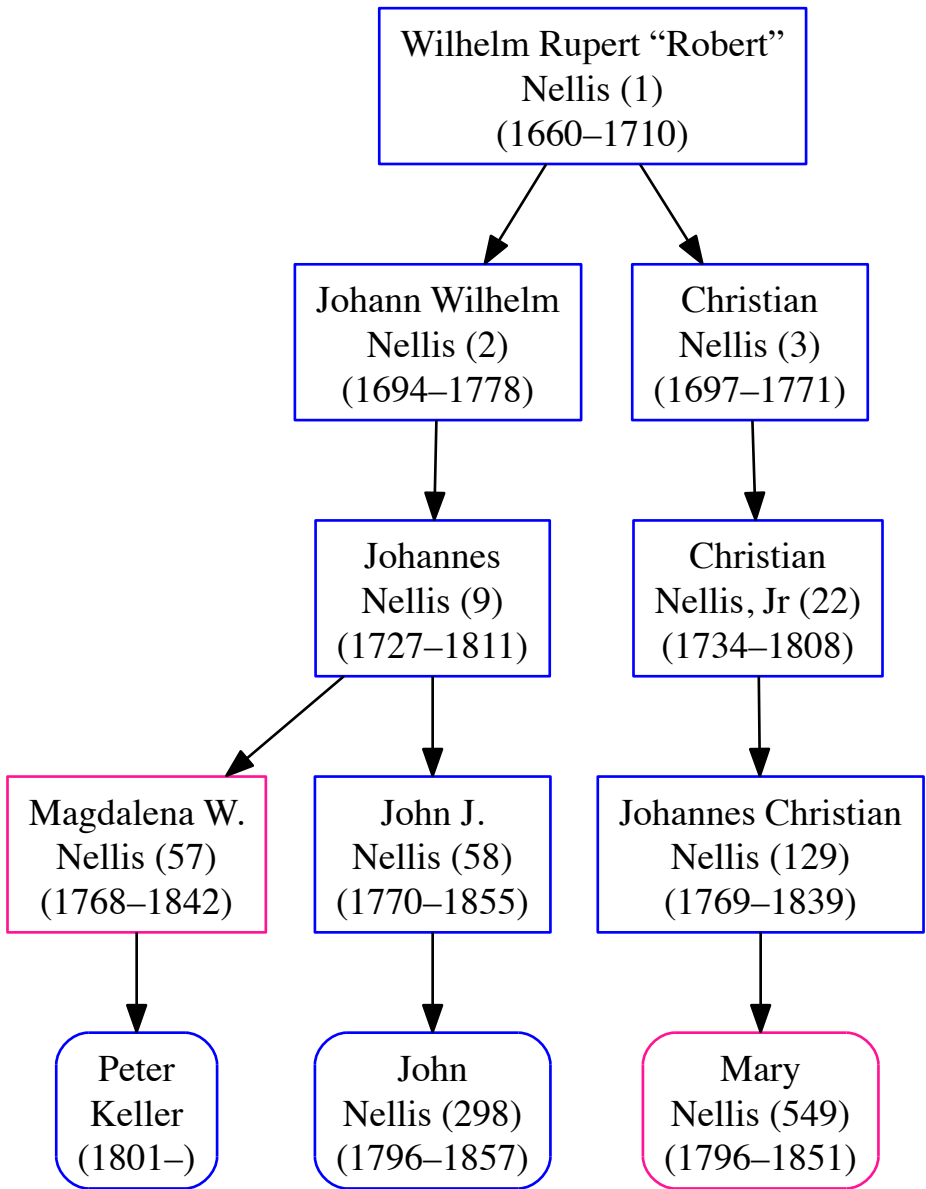 Wilhelm Rupert “Robert”
Nellis (1)
(1660–1710)
Johann Wilhelm
Nellis (2)
(1694–1778)
Christian
Nellis (3)
(1697–1771)
Johannes
Nellis (9)
(1727–1811)
Christian
Nellis, Jr (22)
(1734–1808)
Magdalena W.
Nellis (57)
(1768–1842)
John J.
Nellis (58)
(1770–1855)
Johannes Christian
Nellis (129)
(1769–1839)
Peter
Keller
(1801–)
John
Nellis (298)
(1796–1857)
Mary
Nellis (549)
(1796–1851)